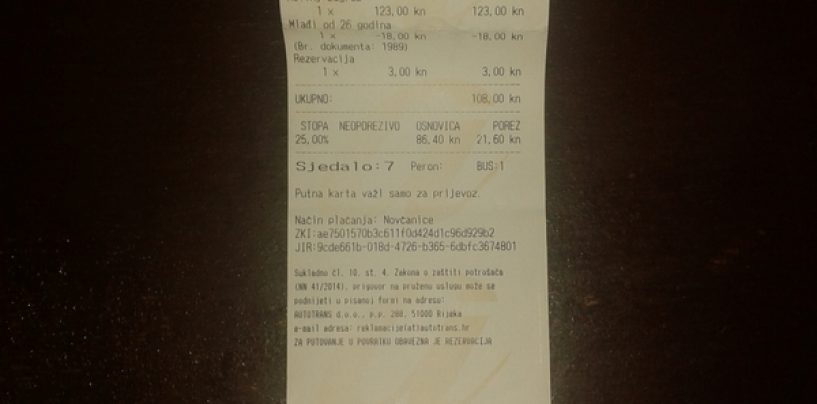 1 x 123,00 kn 123,00 kn
Mladi od 26 godina
1 x -18,00 kn -18,00 kn
(Br. dokumenta: 1989)
Rezervacija
1 x 3,00 kn 3,00 kn
UKUPNO: 108,00 kn
STOPA NEOPOREZIVO OSNOVICA POREZ
25,00% 86,40 kn 21,60 kn
Sjedalo:7 Peron: BUS:1
Putna karta važi samo za prijevoz.
Način plaćanja: Novčanice
ZKI:ae7501570b3c611f0d424d1c96d929b2
JIR:9cde661b-018d-4726-b365-6dbfc3674801
Sukladno čl. 10. st. 4. Zakona o zaštiti potrošača
(NN 41/2014), prigovor na pruženu uslugu može se
podnijeti u pisanoj formi na adresu:
AUTOTRANS d.o.o., p.p. 288, 51000 Rijeka
e-mail adresa: reklamacije(at)autotrans.hr
ZA PUTOVANJE U POVRATKU OBAVEZNA JE REZERVACIJA